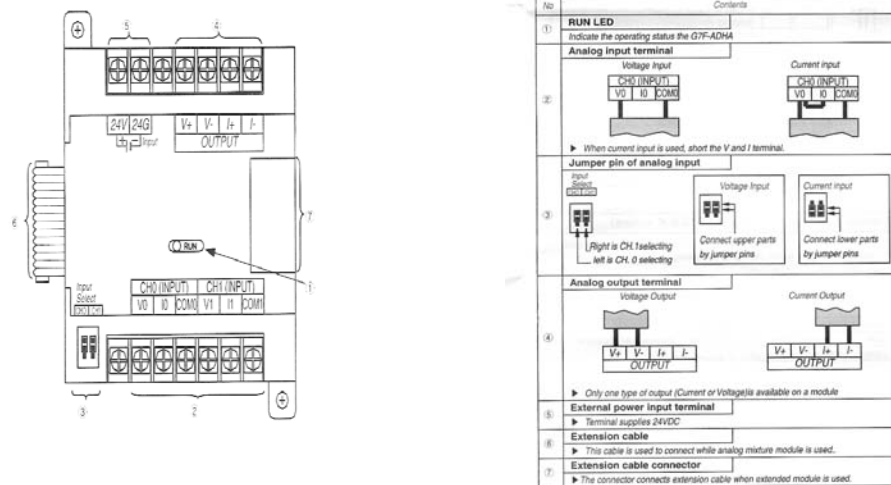 ⑤
④
24V 24G V+ V- I+ I-
Input OUTPUT
⑥
⑦
RUN
Input
Select
CH0 CH1
CH0 (INPUT) CH1 (INPUT)
V0 I0 COM0 V1 I1 COM1
3
2
No Contents
①
RUN LED
Indicate the operating status the G7F-ADHA
②
Analog input terminal
Voltage Input Current input
CH0 (INPUT) CH0 (INPUT)
V0 I0 COM0 V0 I0 COM0
▶ When current input is used, short the V and I terminal.
③
Jumper pin of analog input
Input
Select
CH0 CH1
Right is CH.1selecting
left is CH. 0 selecting
Voltage Input
Connect upper parts
by jumper pins
Current input
Connect lower parts
by jumper pins
④
Analog output terminal
Voltage Output Current Output
V+ V- I+ I- V+ V- I+ I-
OUTPUT OUTPUT
▶ Only one type of output (Current or Voltage)is available on a module
⑤
External power input terminal
▶ Terminal supplies 24VDC
⑥
Extension cable
▶ This cable is used to connect while analog mixture module is used.
⑦
Extension cable connector
▶ The connector connects extension cable when extended module is used.